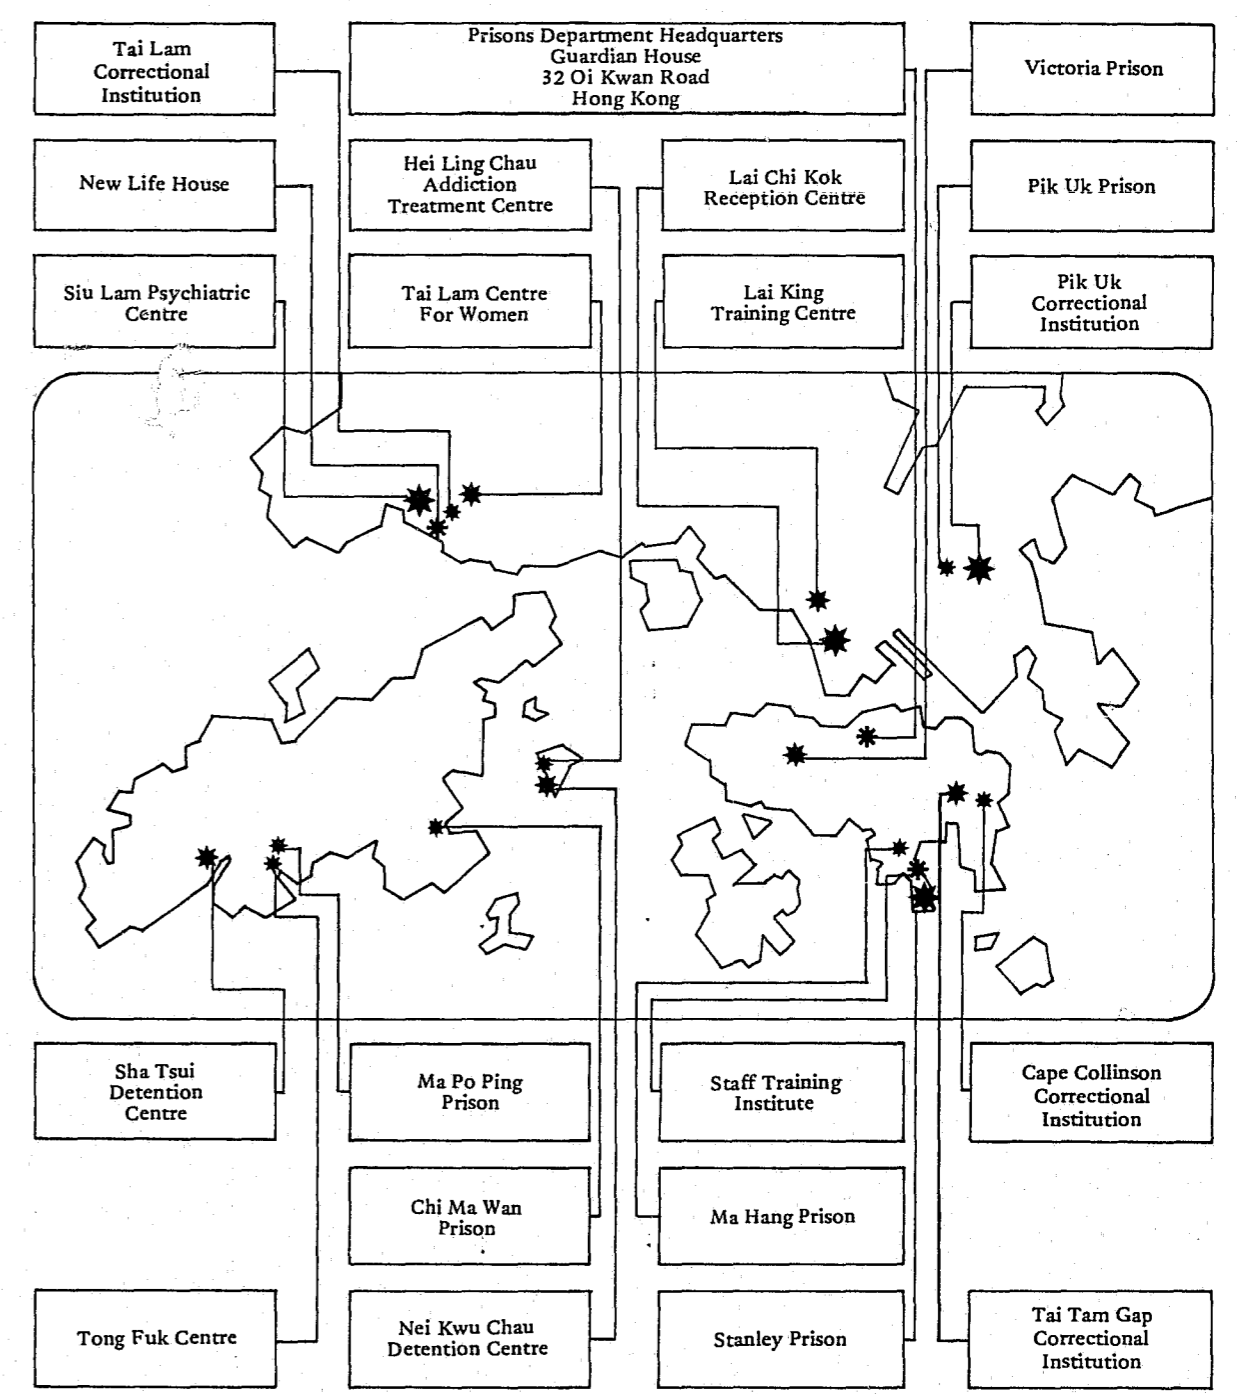 Tai Lam
Correctional
Institution
Prisons Department Headquarters
Guardian House
32 Oi Kwan Road
Hong Kong
Victoria Prison
New Life House
Hei Ling Chau
Addiction
Treatment Centre
Lai Chi Kok
Reception Centre
Pik Uk Prison
Siu Lam Psychiatric
Centre
Tai Lam Centre
For Women
Lai King
Training Centre
Pik Uk
Correctional
Institution
Sha Tsui
Detention
Centre
Ma Po Ping
Prison
Staff Training
Institute
Cape Collinson
Correctional
Institution
Chi Ma Wan
Prison
Ma Hang Prison
Tong Fuk Centre
Nei Kwu Chau
Detention Centre
Stanley Prison
Tai Tam Gap
Correctional
Institution